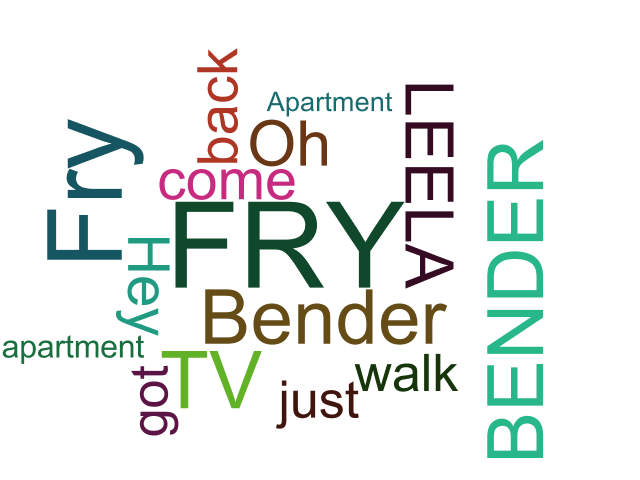 back
Apartment
LEELA
Oh
Fry
come
BENDER
FRY
Hey
Bender
apartment
TV
walk
got
just